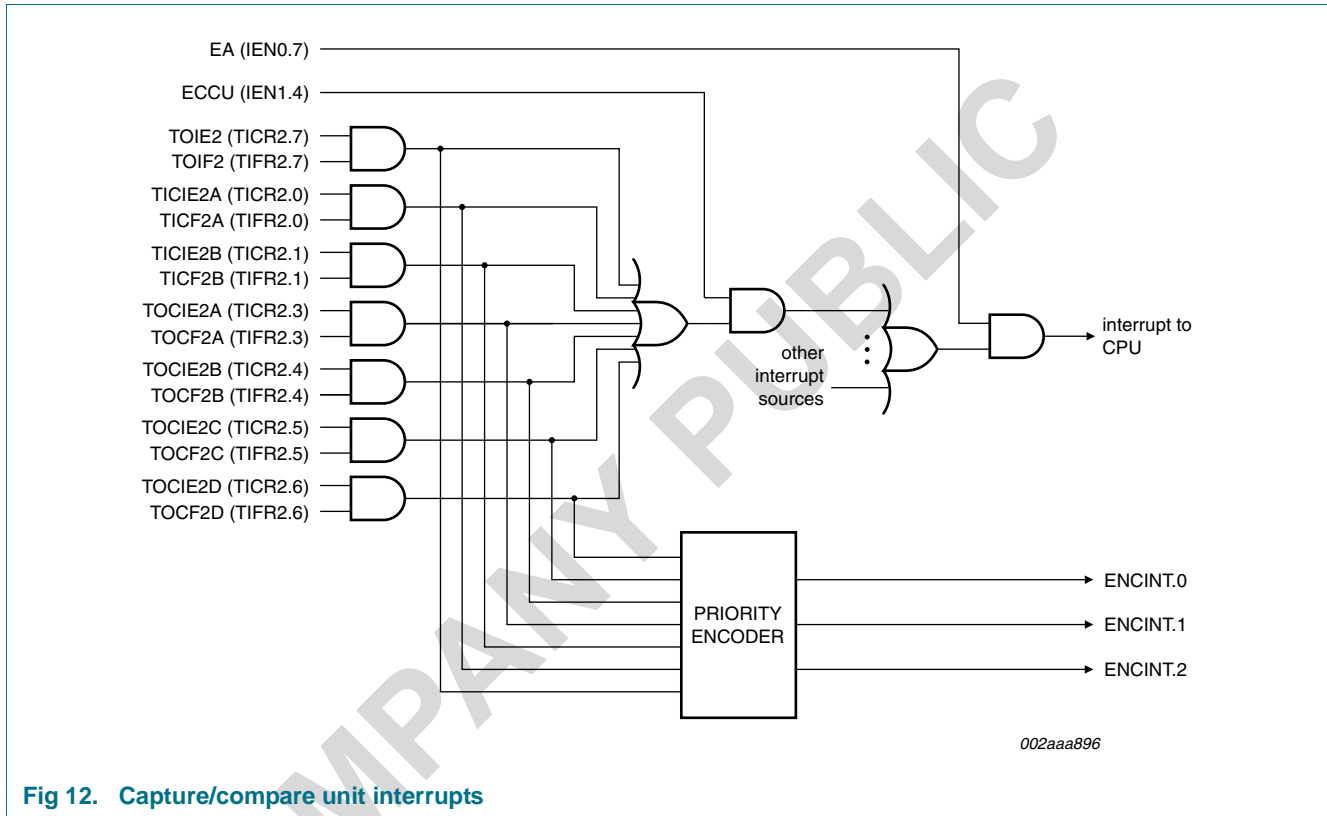 EA (IEN0.7)
ECCU (IEN1.4)
TOIE2 (TICR2.7)
TOIF2 (TIFR2.7)
TICIE2A (TICR2.0)
TICF2A (TIFR2.0)
TICIE2B (TICR2.1)
TICF2B (TIFR2.1)
TOCIE2A (TICR2.3)
TOCF2A (TIFR2.3)
TOCIE2B (TICR2.4)
TOCF2B (TIFR2.4)
TOCIE2C (TICR2.5)
TOCF2C (TIFR2.5)
TOCIE2D (TICR2.6)
TOCF2D (TIFR2.6)
other
interrupt
sources
interrupt to
CPU
PRIORITY
ENCODER
ENCINT.0
ENCINT.1
ENCINT.2
002aaa896
MPANY PUBLIC
Fig 12. Capture/compare unit interrupts